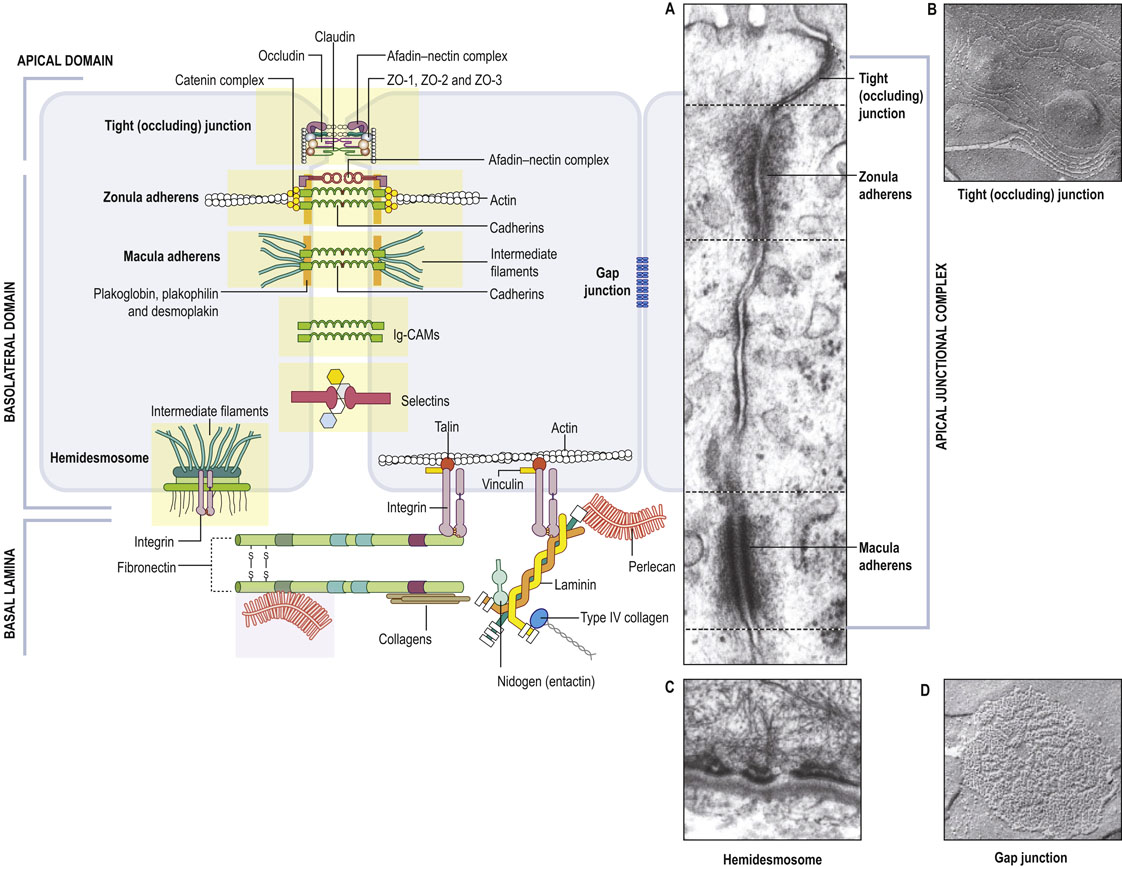 A
B
Claudin
Occludin
Afadin–nectin complex
APICAL DOMAIN
Catenin complex
ZO-1, ZO-2 and ZO-3
Tight
(occluding)
junction
Tight (occluding) junction
Afadin–nectin complex
Zonula
adherens
Tight (occluding) junction
Zonula adherens
Actin
Cadherins
Macula adherens
Intermediate
filaments
Gap
junction
Plakoglobin, plakophilin
and desmoplakin
Cadherins
Ig-CAMs
BASOLATERAL DOMAIN
APICAL JUNCTIONAL COMPLEX
Selectins
Intermediate filaments
Talin
Actin
Hemidesmosome
Vinculin
Integrin
Integrin
Macula
adherens
Fibronectin
S
S
S
S
Perlecan
Laminin
BASAL LAMINA
Type IV collagen
Collagens
Nidogen (entactin)
C
D
Hemidesmosome
Gap junction